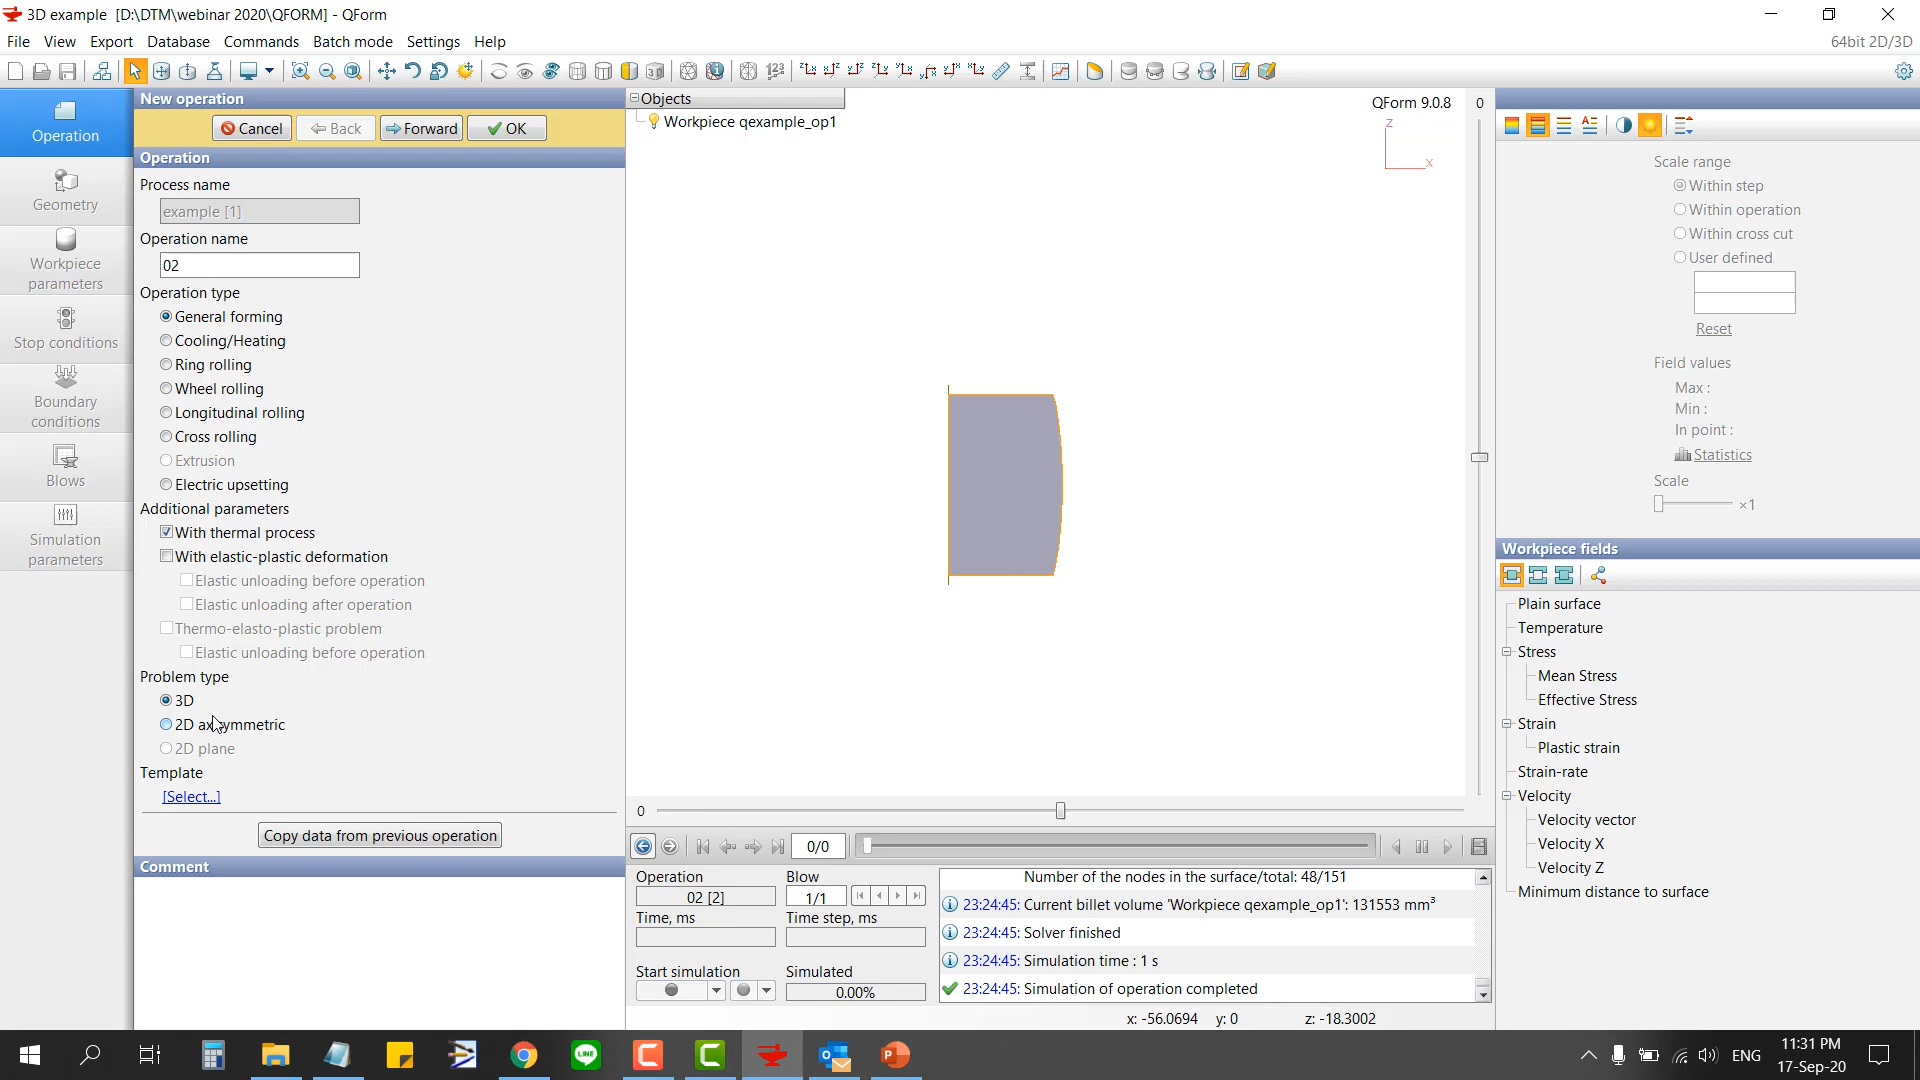 3D example [D:\DTM\webinar 2020\QFORM] - QForm
File View Export Database Commands Batch mode Settings Help
64bit 2D/3D
New operation
Cancel Back Forward OK
Operation
Process name
example [1]
Operation name
02
Operation type
General forming
Cooling/Heating
Ring rolling
Wheel rolling
Longitudinal rolling
Cross rolling
Extrusion
Electric upsetting
Additional parameters
With thermal process
With elastic-plastic deformation
Elastic unloading before operation
Elastic unloading after operation
Thermo-elasto-plastic problem
Elastic unloading before operation
Problem type
3D
2D axisymmetric
2D plane
Template
[Select...]
Copy data from previous operation
Comment
Operation
Geometry
Workpiece
parameters
Stop conditions
Boundary
conditions
Blows
Simulation
parameters
Objects
Workpiece qexample_op1
QForm 9.0.8
z
x
0
0
0/0
Operation
02 [2]
Blow
1/1
Time, ms
Time step, ms
Start simulation
Simulated
0.00%
Number of the nodes in the surface/total: 48/151
23:24:45: Current billet volume 'Workpiece qexample_op1': 131553 mm³
23:24:45: Solver finished
23:24:45: Simulation time : 1 s
23:24:45: Simulation of operation completed
x: -56.0694 y: 0 z: -18.3002
Scale range
Within step
Within operation
Within cross cut
User defined
Reset
Field values
Max :
Min :
In point :
Statistics
Scale
×1
Workpiece fields
Plain surface
Temperature
Stress
Mean Stress
Effective Stress
Strain
Plastic strain
Strain-rate
Velocity
Velocity vector
Velocity X
Velocity Z
Minimum distance to surface
ENG
11:31 PM
17-Sep-20